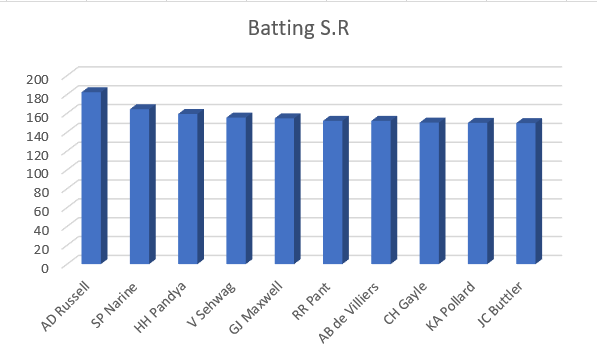 Batting S.R
200
180
160
140
120
100
80
60
40
20
0
AD Russell
SP Narine
HH Pandya
V Sehwag
GJ Maxwell
RR Pant
AB de Villiers
CH Gayle
KA Pollard
JC Buttler